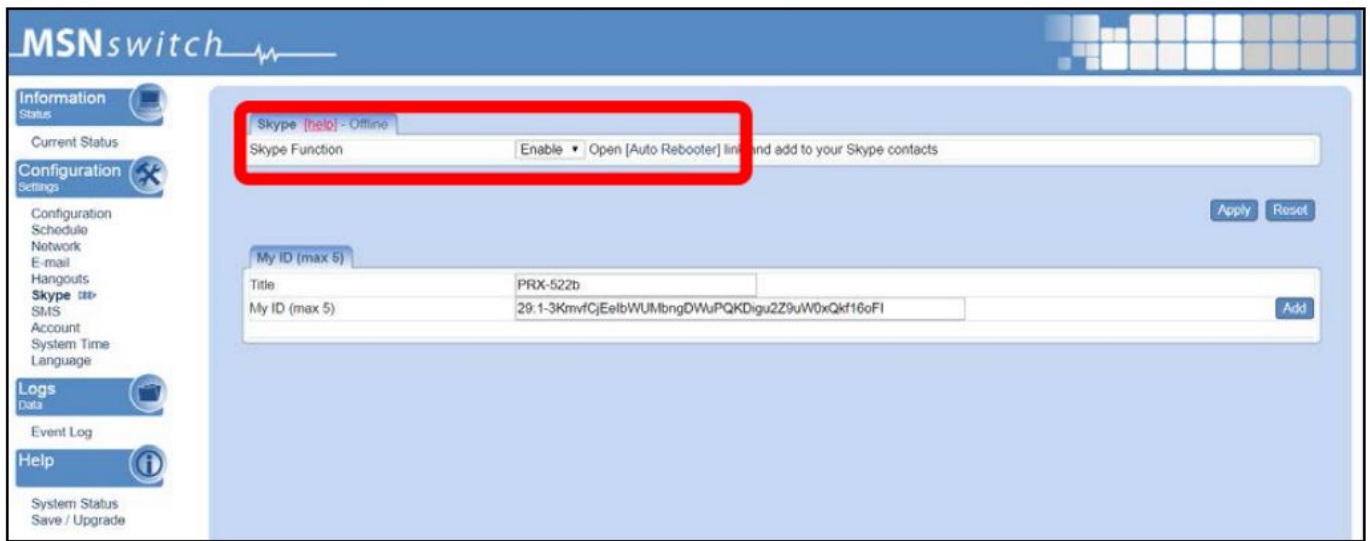 MSNswitch
Information
Status
Current Status
Configuration
Settings
Configuration
Schedule
Network
E-mail
Hangouts
Skype
SMS
Account
System Time
Language
Logs
Data
Event Log
Help
System Status
Save / Upgrade
Skype [help] - Offline
Skype Function Enable Open [Auto Rebooter] link and add to your Skype contacts
Apply Reset
My ID (max 5)
Title PRX-522b
My ID (max 5) 29:1-3KmvfCjEeIbWUMbngDWuPQKDigu2Z9uW0xQkf16oFI Add